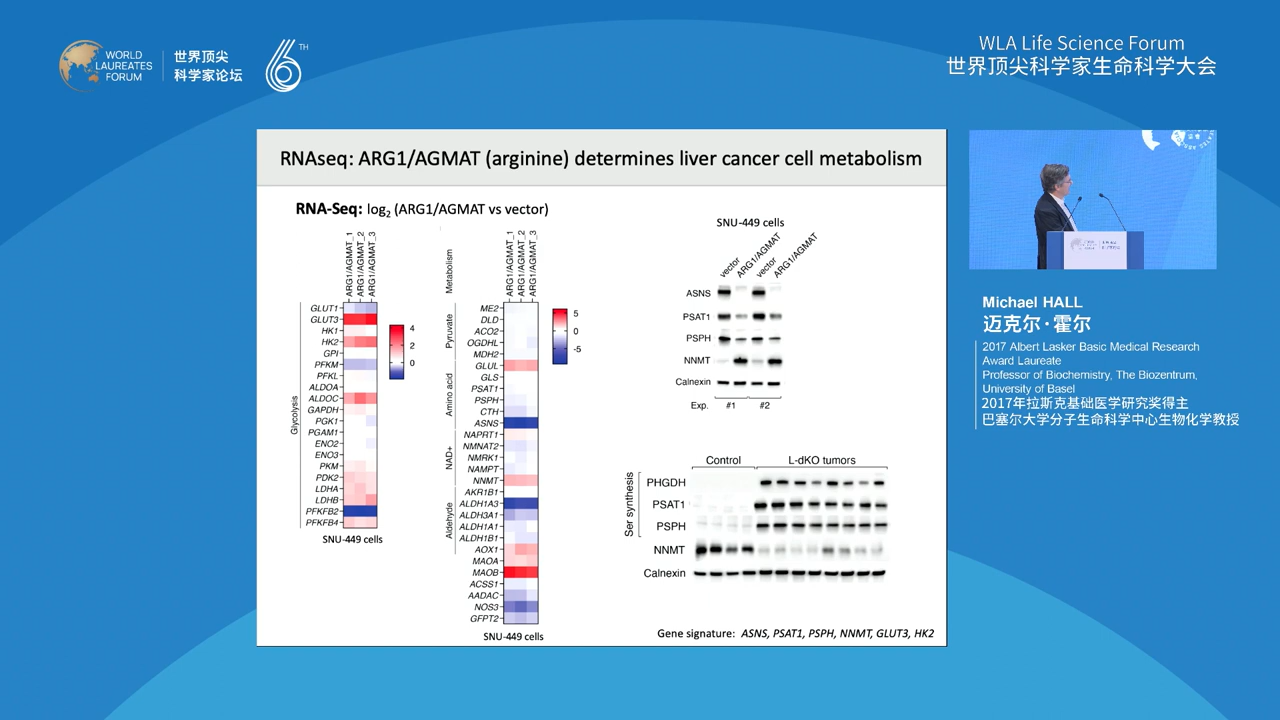 WORLD
LAUREATES
FORUM
世界顶尖
科学家论坛
6TH
WLA Life Science Forum
世界顶尖科学家生命科学大会
RNAseq: ARG1/AGMAT (arginine) determines liver cancer cell metabolism
RNA-Seq: log2 (ARG1/AGMAT vs vector)
ARG1/AGMAT_1
ARG1/AGMAT_2
ARG1/AGMAT_3
Glycolysis
GLUT1
GLUT3
HK1
HK2
GPI
PFKM
PFKL
ALDOA
ALDOC
GAPDH
PGK1
PGAM1
ENO2
ENO3
PKM
PDK2
LDHA
LDHB
PFKFB2
PFKFB4
4
2
0
SNU-449 cells
Metabolism
ARG1/AGMAT_1
ARG1/AGMAT_2
ARG1/AGMAT_3
Pyruvate
Amino acid
NAD+
Aldehyde
ME2
DLD
ACO2
OGDHL
MDH2
GLUL
GLS
PSAT1
PSPH
CTH
ASNS
NAPRT1
NMNAT2
NMRK1
NAMPT
NNMT
AKR1B1
ALDH1A3
ALDH3A1
ALDH1A1
ALDH1B1
AOX1
MAOA
MAOB
ACSS1
AADAC
NOS3
GFPT2
5
0
-5
SNU-449 cells
SNU-449 cells
vector
ARG1/AGMAT
vector
ARG1/AGMAT
ASNS
PSAT1
PSPH
NNMT
Calnexin
Exp. #1 #2
Control L-dKO tumors
Ser synthesis
PHGDH
PSAT1
PSPH
NNMT
Calnexin
Gene signature: ASNS, PSAT1, PSPH, NNMT, GLUT3, HK2
Michael HALL
迈克尔·霍尔
2017 Albert Lasker Basic Medical Research
Award Laureate
Professor of Biochemistry, The Biozentrum,
University of Basel
2017年拉斯克基础医学研究奖得主
巴塞尔大学分子生命科学中心生物化学教授